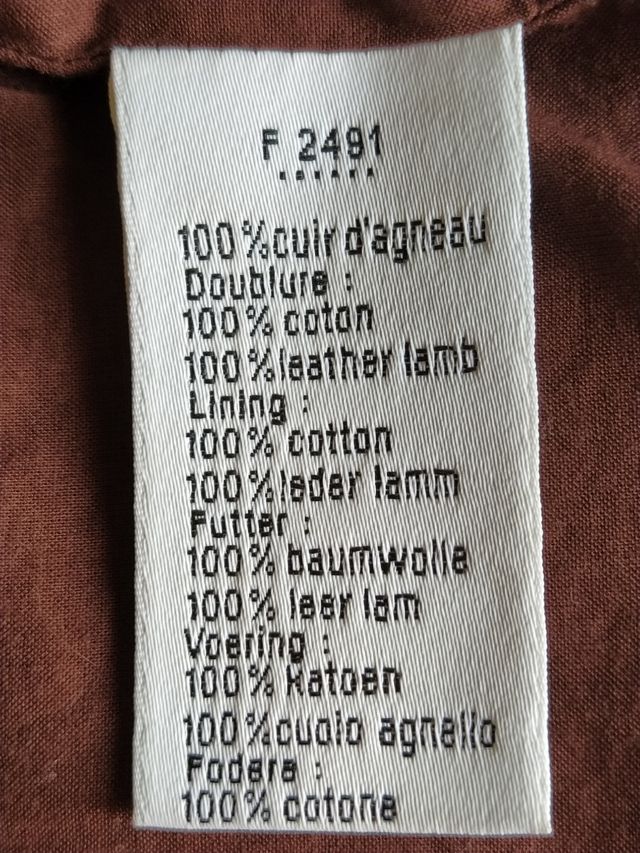 F 2491
......
100%cuir d'agneau
Doublure :
100% coton
100%leather lamb
Lining :
100% cotton
100%leder lamm
Futter :
100% baumwolle
100% leer lam
Voering :
100% Katoen
100%cuoio agnello
Fodera :
100% cotone